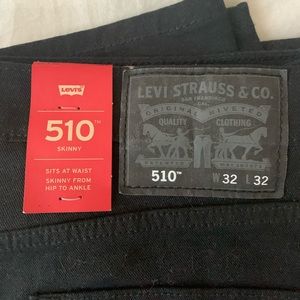 Levi's
510™
SKINNY
SITS AT WAIST
SKINNY FROM
HIP TO ANKLE
LEVI STRAUSS & CO.
SAN FRANCISCO
CAL.
ORIGINAL RIVETED
QUALITY CLOTHING
510™ W 32 L 32